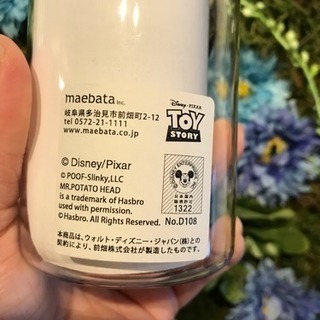 maebata Inc.
岐阜県多治見市前畑町2-12
tel 0572-21-1111
www.maebata.co.jp
Disney·PIXAR
TOY
STORY
© Disney/Pixar
© POOF-Slinky,LLC
MR.POTATO HEAD
is a trademark of Hasbro
used with permission.
© Hasbro. All Rights Reserved.
日本国内
販売許可
1322
No.D108
本商品は、ウォルト・ディズニー・ジャパン(株)との
契約により、前畑株式会社が製造したものです。